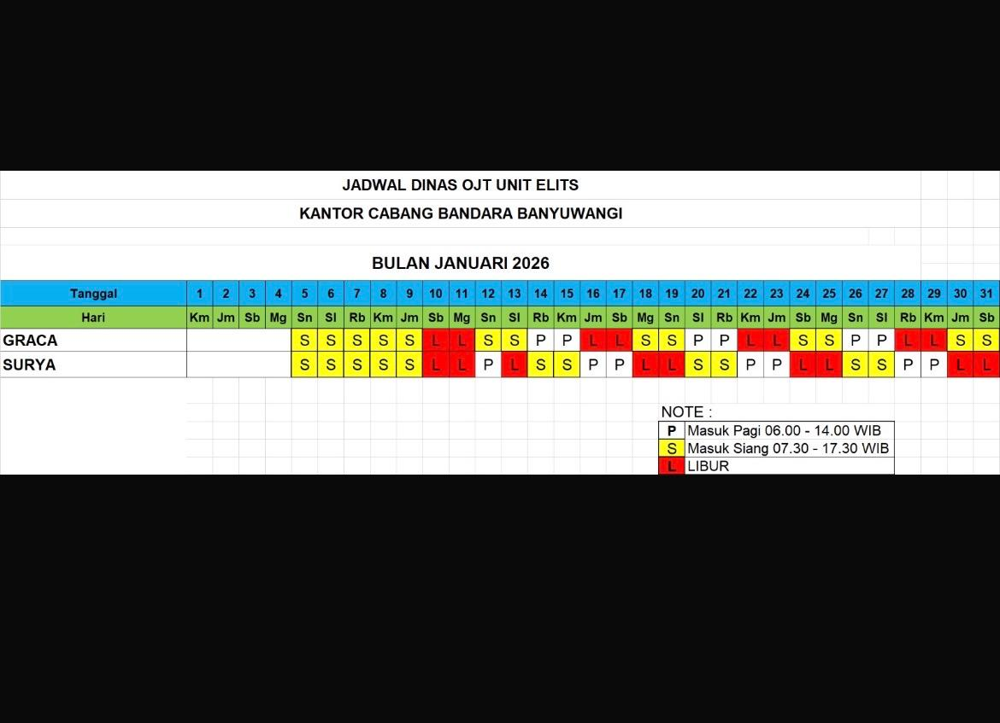 JADWAL DINAS OJT UNIT ELITS
KANTOR CABANG BANDARA BANYUWANGI
BULAN JANUARI 2026
Tanggal 1 2 3 4 5 6 7 8 9 10 11 12 13 14 15 16 17 18 19 20 21 22 23 24 25 26 27 28 29 30 31
Hari Km Jm Sb Mg Sn Sl Rb Km Jm Sb Mg Sn Sl Rb Km Jm Sb Mg Sn Sl Rb Km Jm Sb Mg Sn Sl Rb Km Jm Sb
GRACA S S S S S L L S S P P L L S S P P L L S S P P L L S S
SURYA S S S S S L L P L S S P P L L S S P P L L S S P P L L
NOTE :
P Masuk Pagi 06.00 - 14.00 WIB
S Masuk Siang 07.30 - 17.30 WIB
L LIBUR